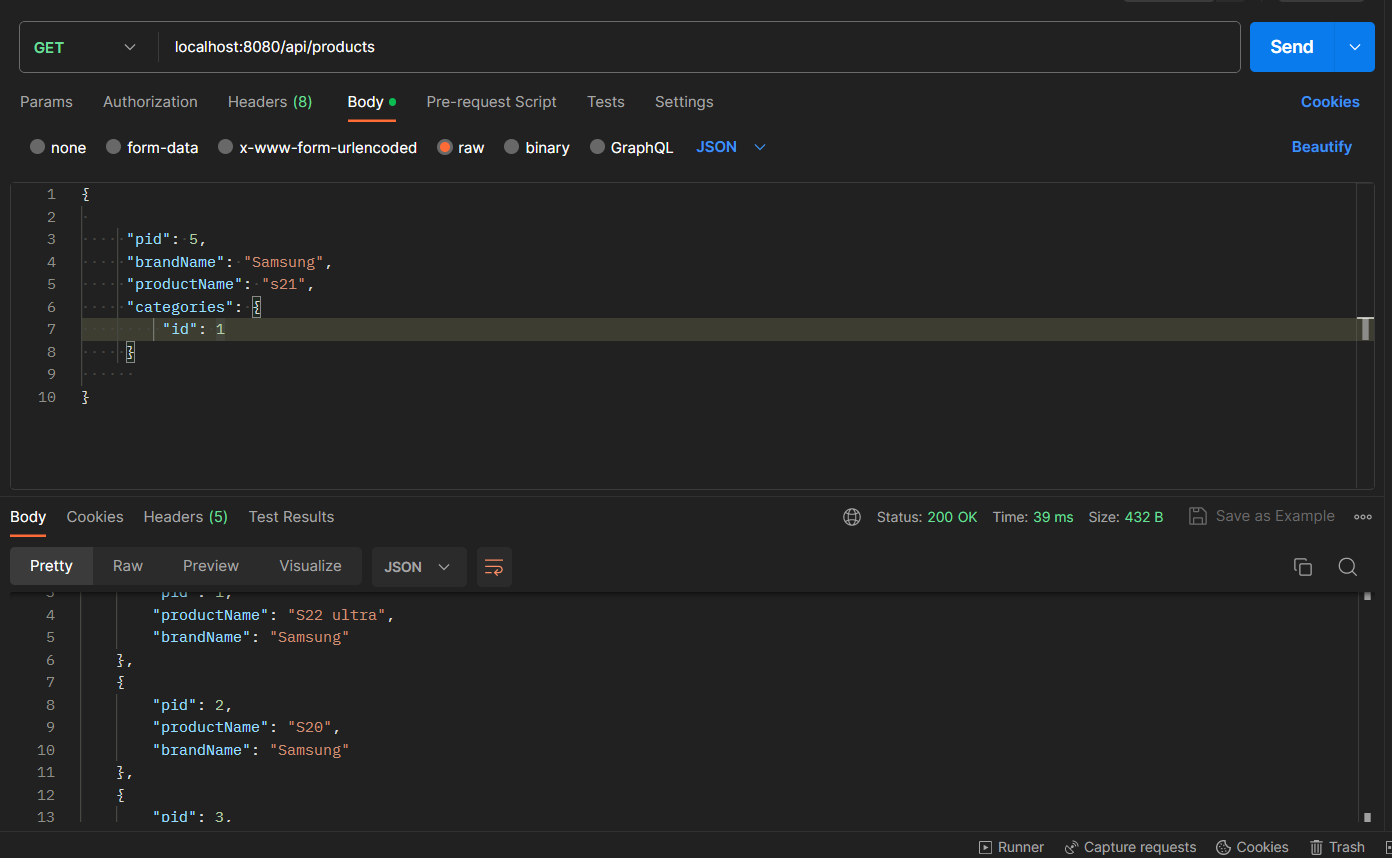 GET localhost:8080/api/products Send
Params Authorization Headers (8) Body Pre-request Script Tests Settings Cookies
none form-data x-www-form-urlencoded raw binary GraphQL JSON Beautify
1 {
2
3 "pid": 5,
4 "brandName": "Samsung",
5 "productName": "s21",
6 "categories": {
7 "id": 1
8 }
9
10 }
Body Cookies Headers (5) Test Results Status: 200 OK Time: 39 ms Size: 432 B Save as Example
Pretty Raw Preview Visualize JSON
3 "pid": 1,
4 "productName": "S22 ultra",
5 "brandName": "Samsung"
6 },
7 {
8 "pid": 2,
9 "productName": "S20",
10 "brandName": "Samsung"
11 },
12 {
13 "pid": 3,
Runner Capture requests Cookies Trash